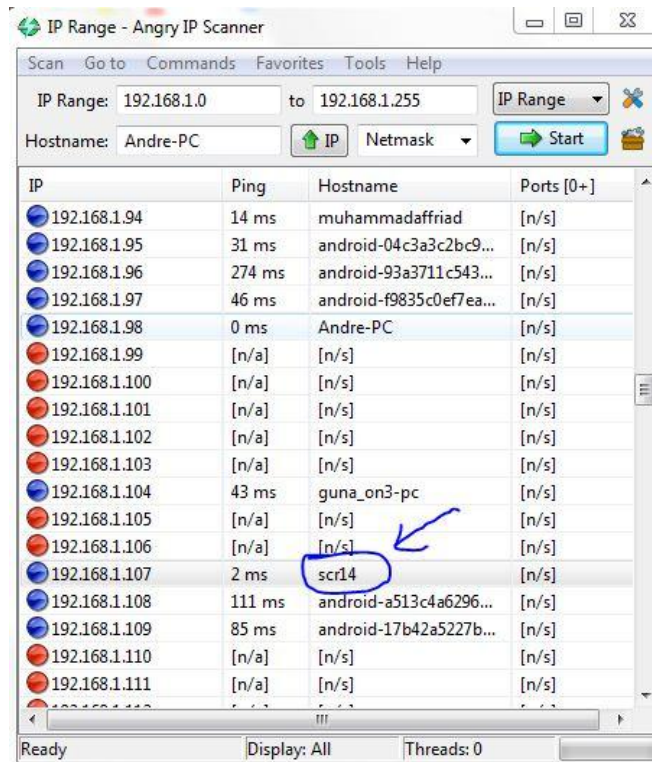 IP Range - Angry IP Scanner
Scan Go to Commands Favorites Tools Help
IP Range: 192.168.1.0 to 192.168.1.255 IP Range
Hostname: Andre-PC IP Netmask Start
IP Ping Hostname Ports [0+]
192.168.1.94 14 ms muhammadaffriad [n/s]
192.168.1.95 31 ms android-04c3a3c2bc9... [n/s]
192.168.1.96 274 ms android-93a3711c543... [n/s]
192.168.1.97 46 ms android-f9835c0ef7ea... [n/s]
192.168.1.98 0 ms Andre-PC [n/s]
192.168.1.99 [n/a] [n/s] [n/s]
192.168.1.100 [n/a] [n/s] [n/s]
192.168.1.101 [n/a] [n/s] [n/s]
192.168.1.102 [n/a] [n/s] [n/s]
192.168.1.103 [n/a] [n/s] [n/s]
192.168.1.104 43 ms guna_on3-pc [n/s]
192.168.1.105 [n/a] [n/s] [n/s]
192.168.1.106 [n/a] [n/s] [n/s]
192.168.1.107 2 ms scr14 [n/s]
192.168.1.108 111 ms android-a513c4a6296... [n/s]
192.168.1.109 85 ms android-17b42a5227b... [n/s]
192.168.1.110 [n/a] [n/s] [n/s]
192.168.1.111 [n/a] [n/s] [n/s]
Ready Display: All Threads: 0